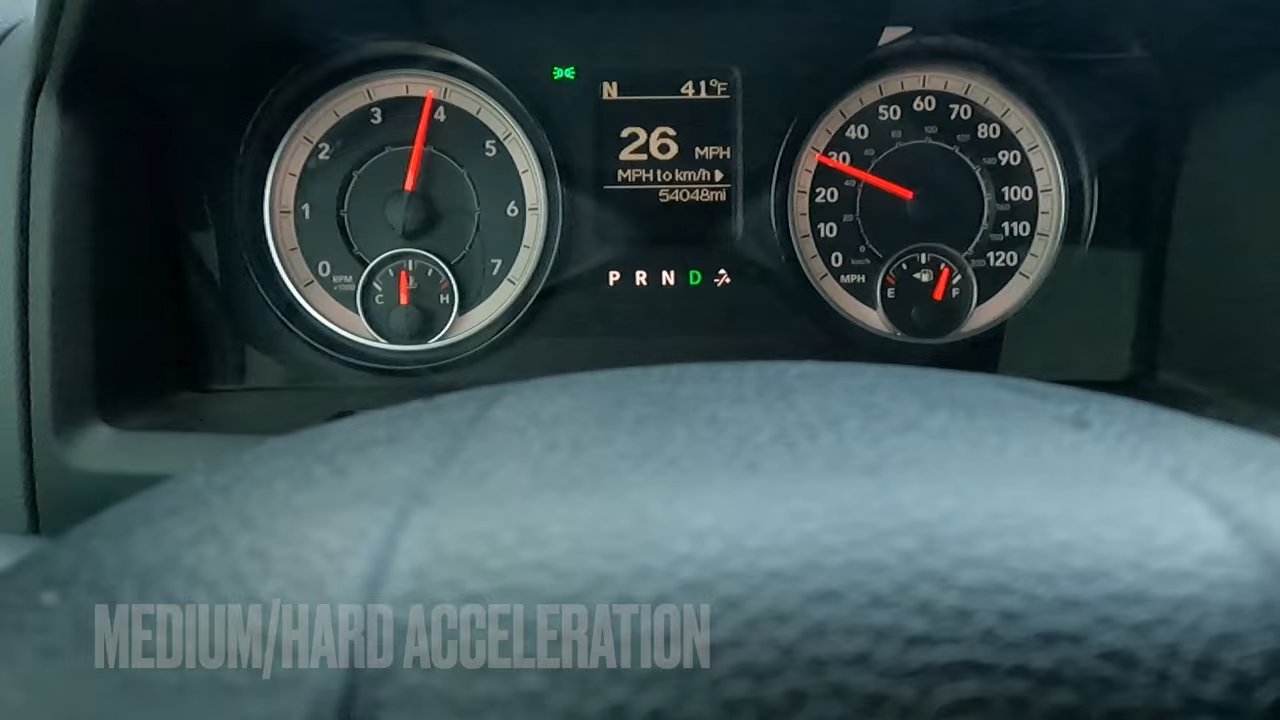 N 41°F
26 MPH
MPH to km/h
54048mi
P R N D
0 1 2 3 4 5 6 7
RPM
×1000
C H
0 10 20 30 40 50 60 70 80 90 100 110 120
MPH
km/h
E F
MEDIUM/HARD ACCELERATION